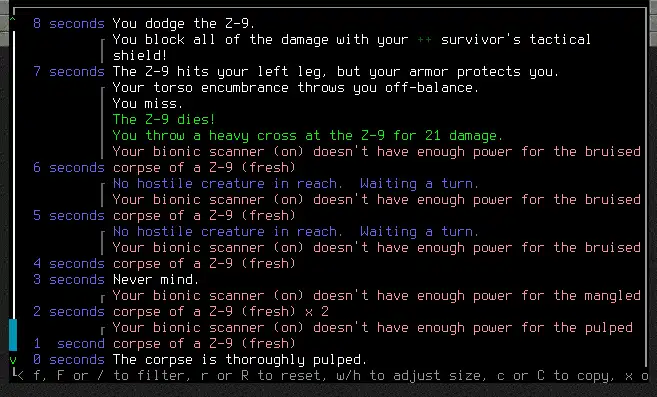 8 seconds You dodge the Z-9.
You block all of the damage with your ++ survivor's tactical
shield!
7 seconds The Z-9 hits your left leg, but your armor protects you.
Your torso encumbrance throws you off-balance.
You miss.
The Z-9 dies!
You throw a heavy cross at the Z-9 for 21 damage.
Your bionic scanner (on) doesn't have enough power for the bruised
6 seconds corpse of a Z-9 (fresh)
No hostile creature in reach.  Waiting a turn.
Your bionic scanner (on) doesn't have enough power for the bruised
5 seconds corpse of a Z-9 (fresh)
No hostile creature in reach.  Waiting a turn.
Your bionic scanner (on) doesn't have enough power for the bruised
4 seconds corpse of a Z-9 (fresh)
3 seconds Never mind.
Your bionic scanner (on) doesn't have enough power for the mangled
2 seconds corpse of a Z-9 (fresh) x 2
Your bionic scanner (on) doesn't have enough power for the pulped
1 second corpse of a Z-9 (fresh)
v 0 seconds The corpse is thoroughly pulped.
< f, F or / to filter, r or R to reset, w/h to adjust size, c or C to copy, x o